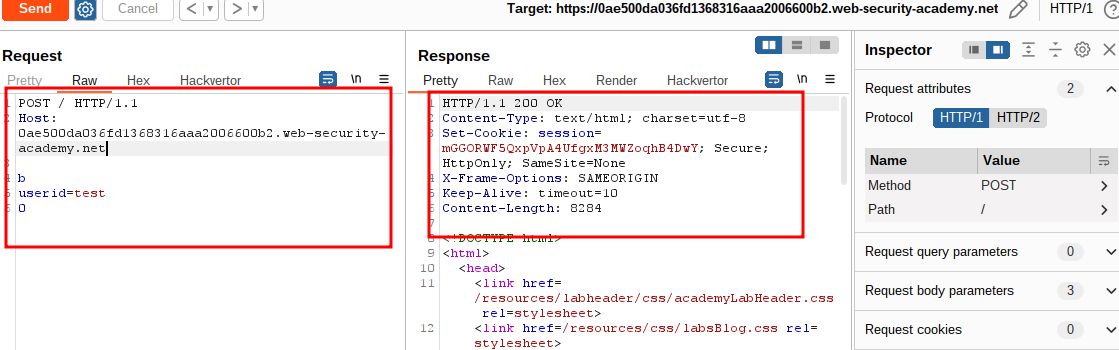 Send
Cancel
Target: https://0ae500da036fd1368316aaa2006600b2.web-security-academy.net
HTTP/1
Request
Pretty Raw Hex Hackvertor
\n
1 POST / HTTP/1.1
2 Host:
0ae500da036fd1368316aaa2006600b2.web-security-
academy.net
3
4 b
5 userid=test
6 0
Response
Pretty Raw Hex Render Hackvertor
\n
1 HTTP/1.1 200 OK
2 Content-Type: text/html; charset=utf-8
3 Set-Cookie: session=
mGGORWF5QxpVpA4UfgxM3MWZoqhB4DwY; Secure;
HttpOnly; SameSite=None
4 X-Frame-Options: SAMEORIGIN
5 Keep-Alive: timeout=10
6 Content-Length: 8284
7
8 <!DOCTYPE html>
9 <html>
10 <head>
11 <link href=
/resources/labheader/css/academyLabHeader.css
rel=stylesheet>
12 <link href=/resources/css/labsBlog.css rel=
stylesheet>
Inspector
Request attributes 2
Protocol HTTP/1 HTTP/2
Name Value
Method POST
Path /
Request query parameters 0
Request body parameters 3
Request cookies 0